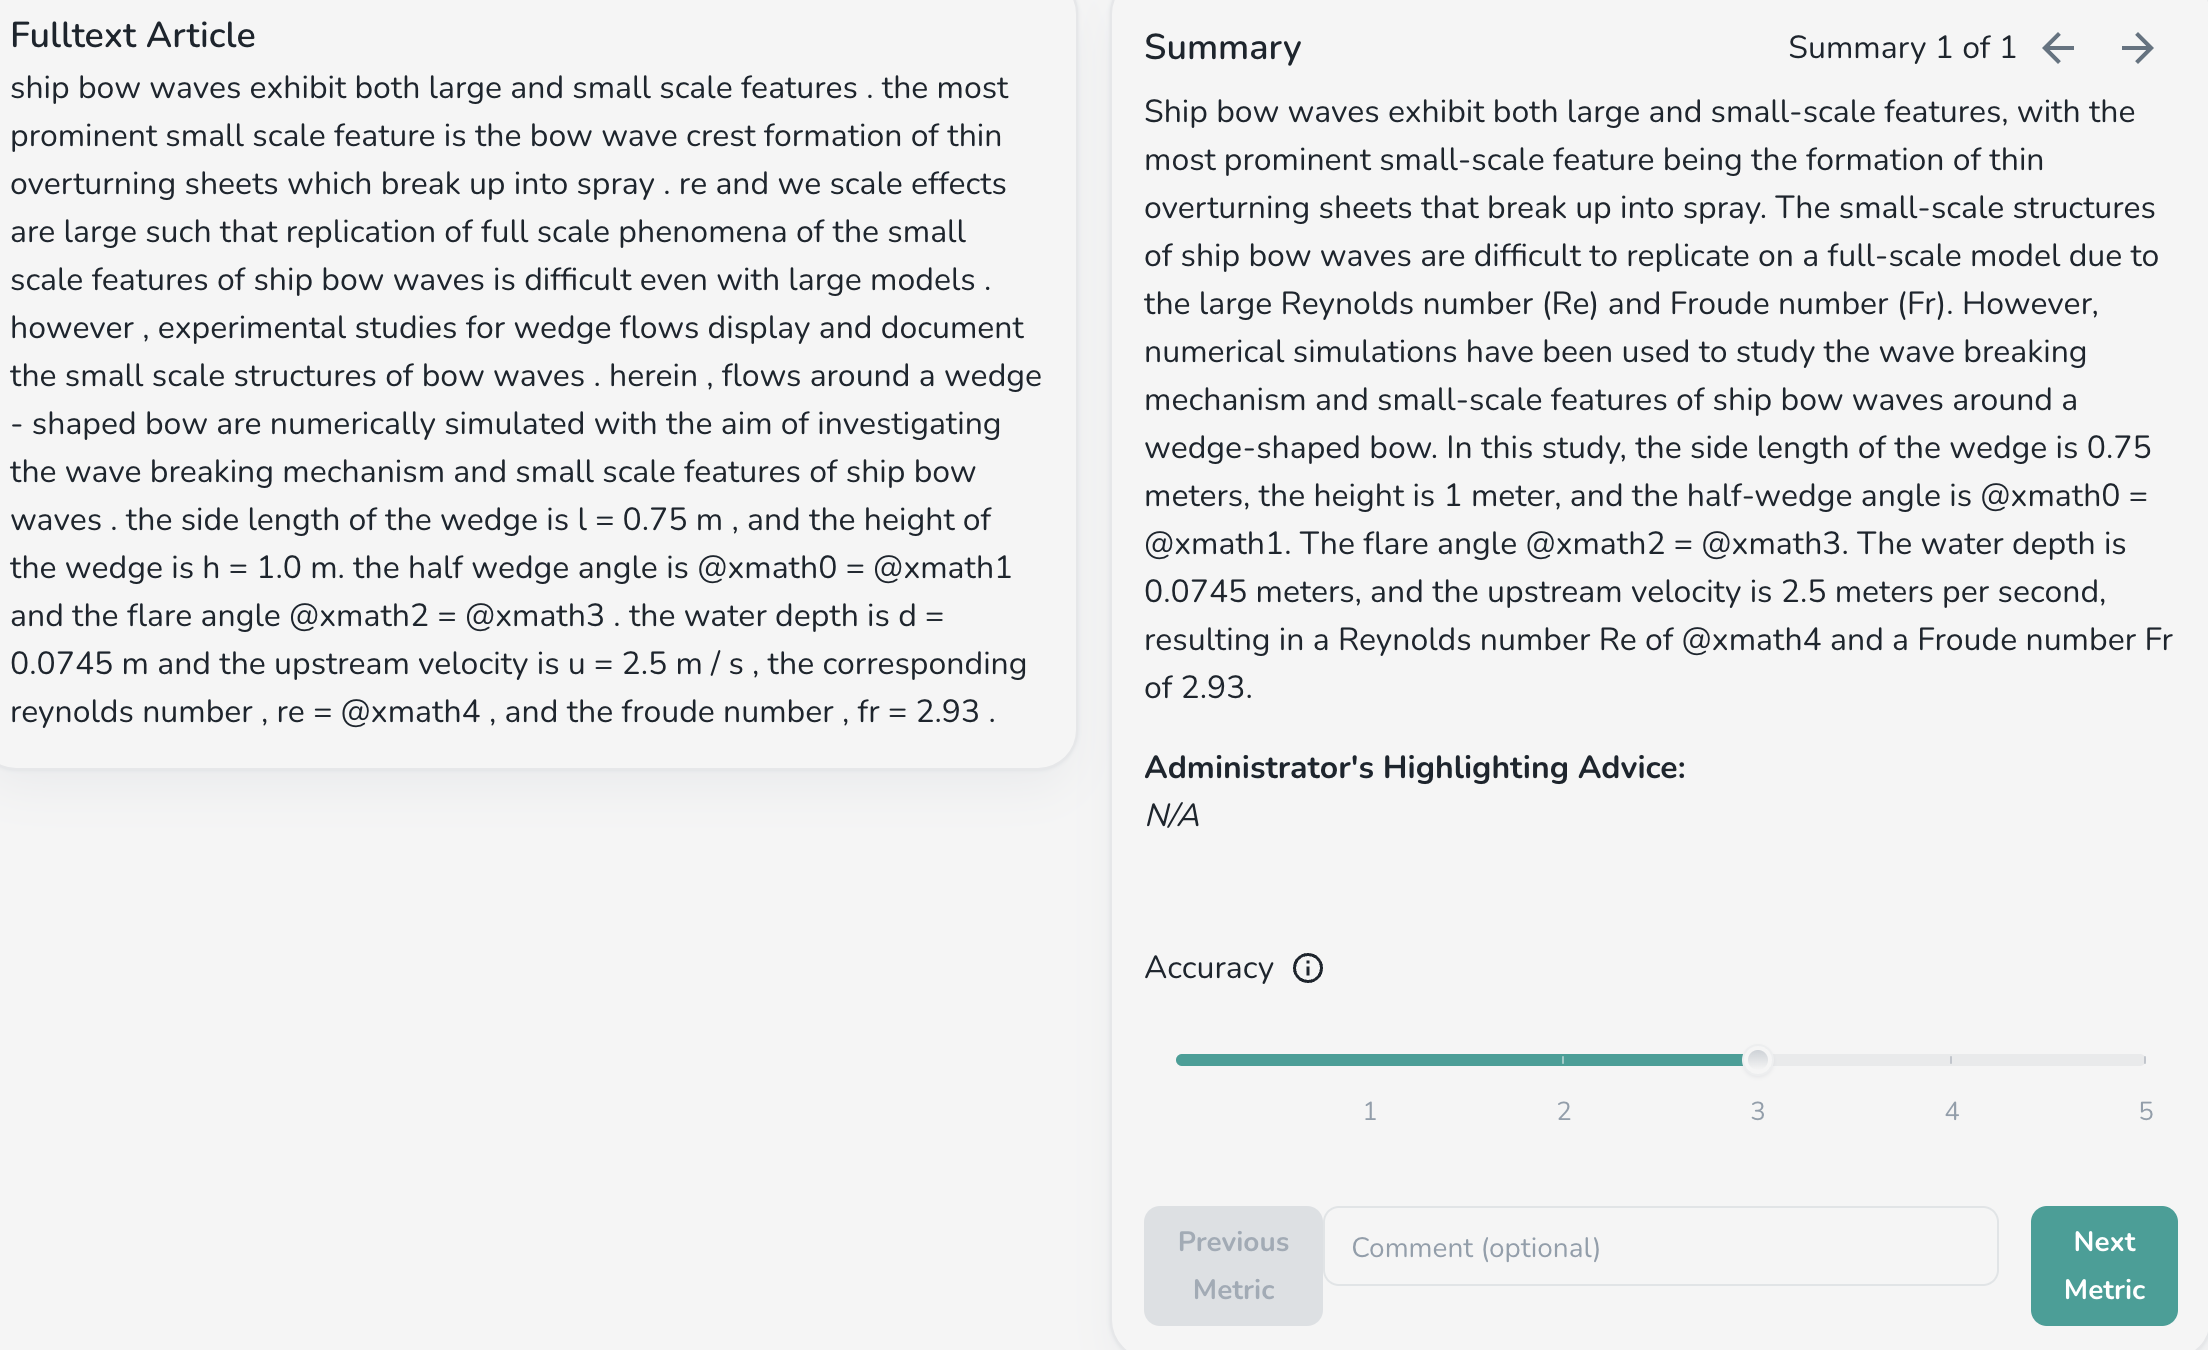 Fulltext Article
ship bow waves exhibit both large and small scale features . the most
prominent small scale feature is the bow wave crest formation of thin
overturning sheets which break up into spray . re and we scale effects
are large such that replication of full scale phenomena of the small
scale features of ship bow waves is difficult even with large models .
however , experimental studies for wedge flows display and document
the small scale structures of bow waves . herein , flows around a wedge
- shaped bow are numerically simulated with the aim of investigating
the wave breaking mechanism and small scale features of ship bow
waves . the side length of the wedge is l = 0.75 m , and the height of
the wedge is h = 1.0 m. the half wedge angle is @xmath0 = @xmath1
and the flare angle @xmath2 = @xmath3 . the water depth is d =
0.0745 m and the upstream velocity is u = 2.5 m / s , the corresponding
reynolds number , re = @xmath4 , and the froude number , fr = 2.93 .
Summary
Summary 1 of 1
Ship bow waves exhibit both large and small-scale features, with the
most prominent small-scale feature being the formation of thin
overturning sheets that break up into spray. The small-scale structures
of ship bow waves are difficult to replicate on a full-scale model due to
the large Reynolds number (Re) and Froude number (Fr). However,
numerical simulations have been used to study the wave breaking
mechanism and small-scale features of ship bow waves around a
wedge-shaped bow. In this study, the side length of the wedge is 0.75
meters, the height is 1 meter, and the half-wedge angle is @xmath0 =
@xmath1. The flare angle @xmath2 = @xmath3. The water depth is
0.0745 meters, and the upstream velocity is 2.5 meters per second,
resulting in a Reynolds number Re of @xmath4 and a Froude number Fr
of 2.93.
Administrator's Highlighting Advice:
N/A
Accuracy
1 2 3 4 5
Previous
Metric
Comment (optional)
Next
Metric